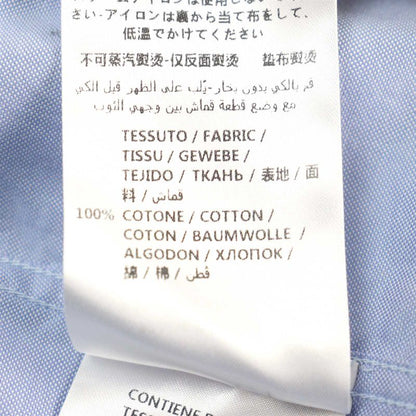 さい-アイロンは裏から当て布をして、
低温でかけてください
不可蒸汽熨烫-仅反面熨烫 垫布熨烫
قم بالكي بدون بخار-يُلب على الظهر قبل الكي
مع وضع قطعة قماش بين وجهي الثوب
TESSUTO / FABRIC /
TISSU / GEWEBE /
TEJIDO / ТКАНЬ / 表地 / 面
料 / قماش /
100% COTONE / COTTON /
COTON / BAUMWOLLE /
ALGODON / ХЛОПОК /
綿 / 棉 / قطن /
CONTIENE